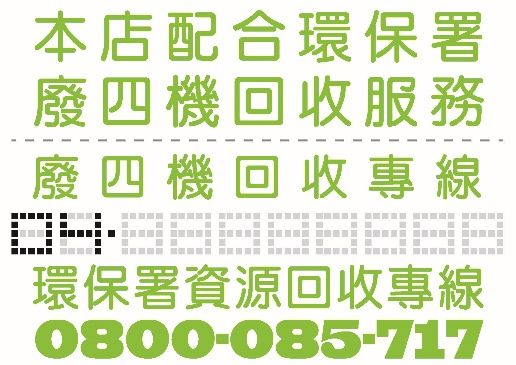 本店配合環保署
廢四機回收服務
廢四機回收專線
04-
環保署資源回收專線
0800-085-717